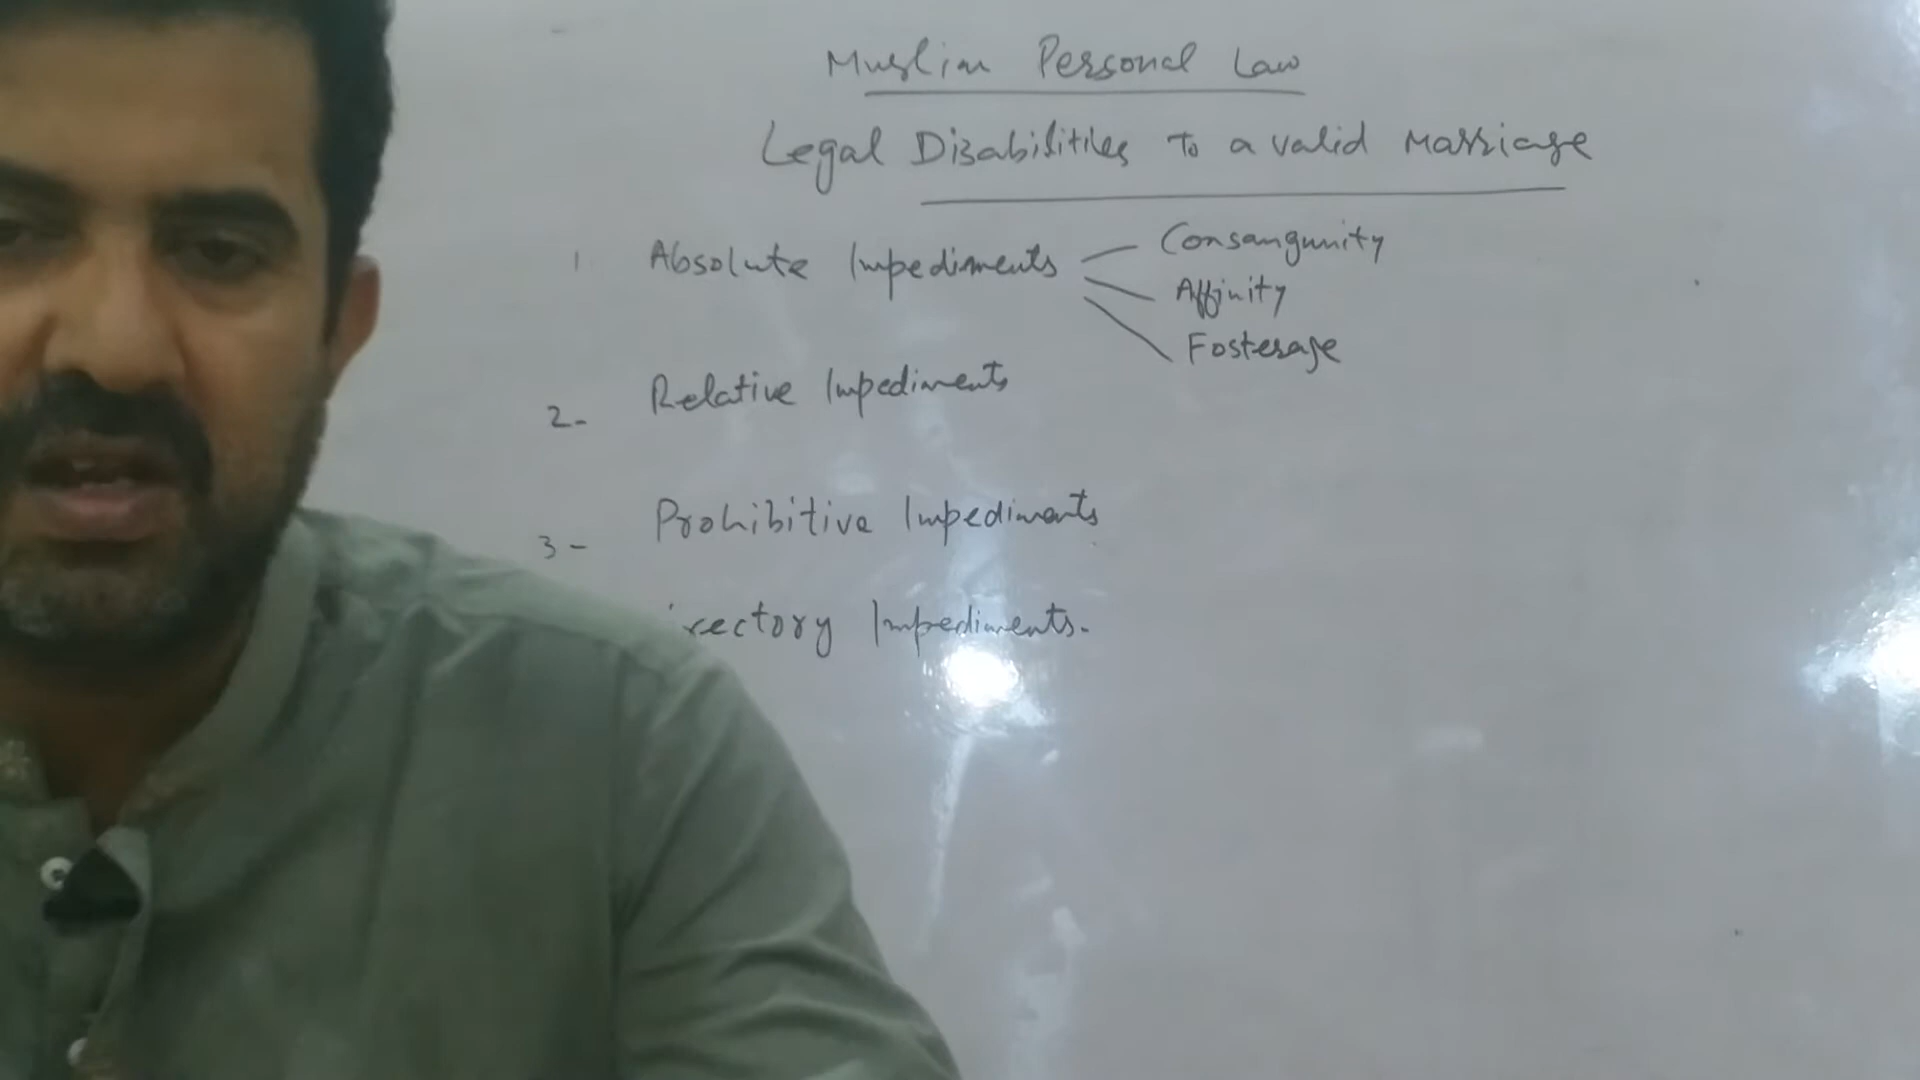 Muslim Personal Law
Legal Disabilities To a valid Marriage
1 Absolute Impediments
Consangunity
Affinity
Fosterage
2- Relative Impediments
3- Prohibitive Impediments
rectory Impediments.